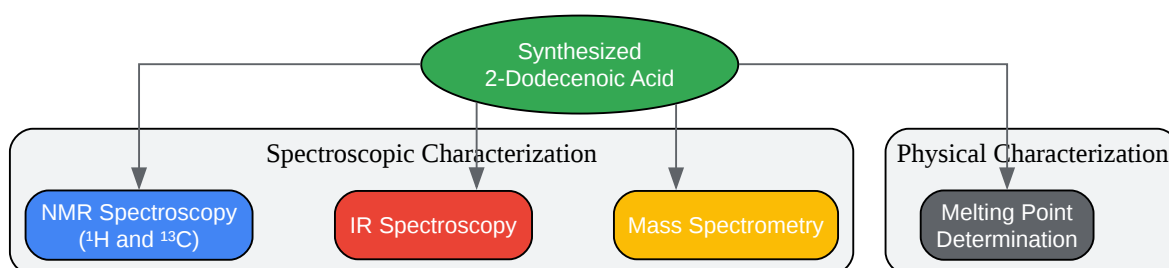 Synthesized
2-Dodecenoic Acid
Spectroscopic Characterization
Physical Characterization
NMR Spectroscopy
(¹H and ¹³C)
IR Spectroscopy
Mass Spectrometry
Melting Point
Determination